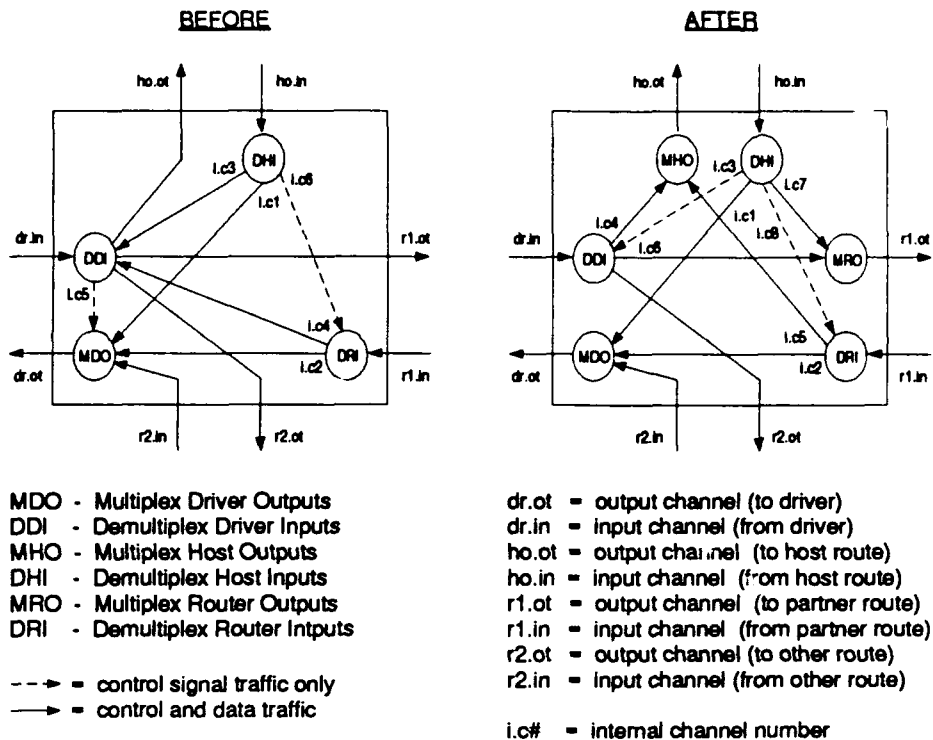 BEFORE
AFTER
ho.ot
ho.in
ho.ot
ho.in
DHI
MHO
DHI
i.c3
i.c6
i.c3
i.c7
i.c1
i.c4
i.c1
i.c8
dr.in
r1.ot
dr.in
i.c6
r1.ot
DDI
DDI
MRO
i.c5
i.c4
i.c5
MDO
DRI
MDO
DRI
i.c2
i.c2
dr.ot
r1.in
dr.ot
r1.in
r2.in
r2.ot
r2.in
r2.ot
MDO - Multiplex Driver Outputs
DDI - Demultiplex Driver Inputs
MHO - Multiplex Host Outputs
DHI - Demultiplex Host Inputs
MRO - Multiplex Router Outputs
DRI - Demultiplex Router Intputs
= control signal traffic only
= control and data traffic
dr.ot = output channel (to driver)
dr.in = input channel (from driver)
ho.ot = output channel (to host route)
ho.in = input channel (from host route)
r1.ot = output channel (to partner route)
r1.in = input channel (from partner route)
r2.ot = output channel (to other route)
r2.in = input channel (from other route)
i.c# = internal channel number